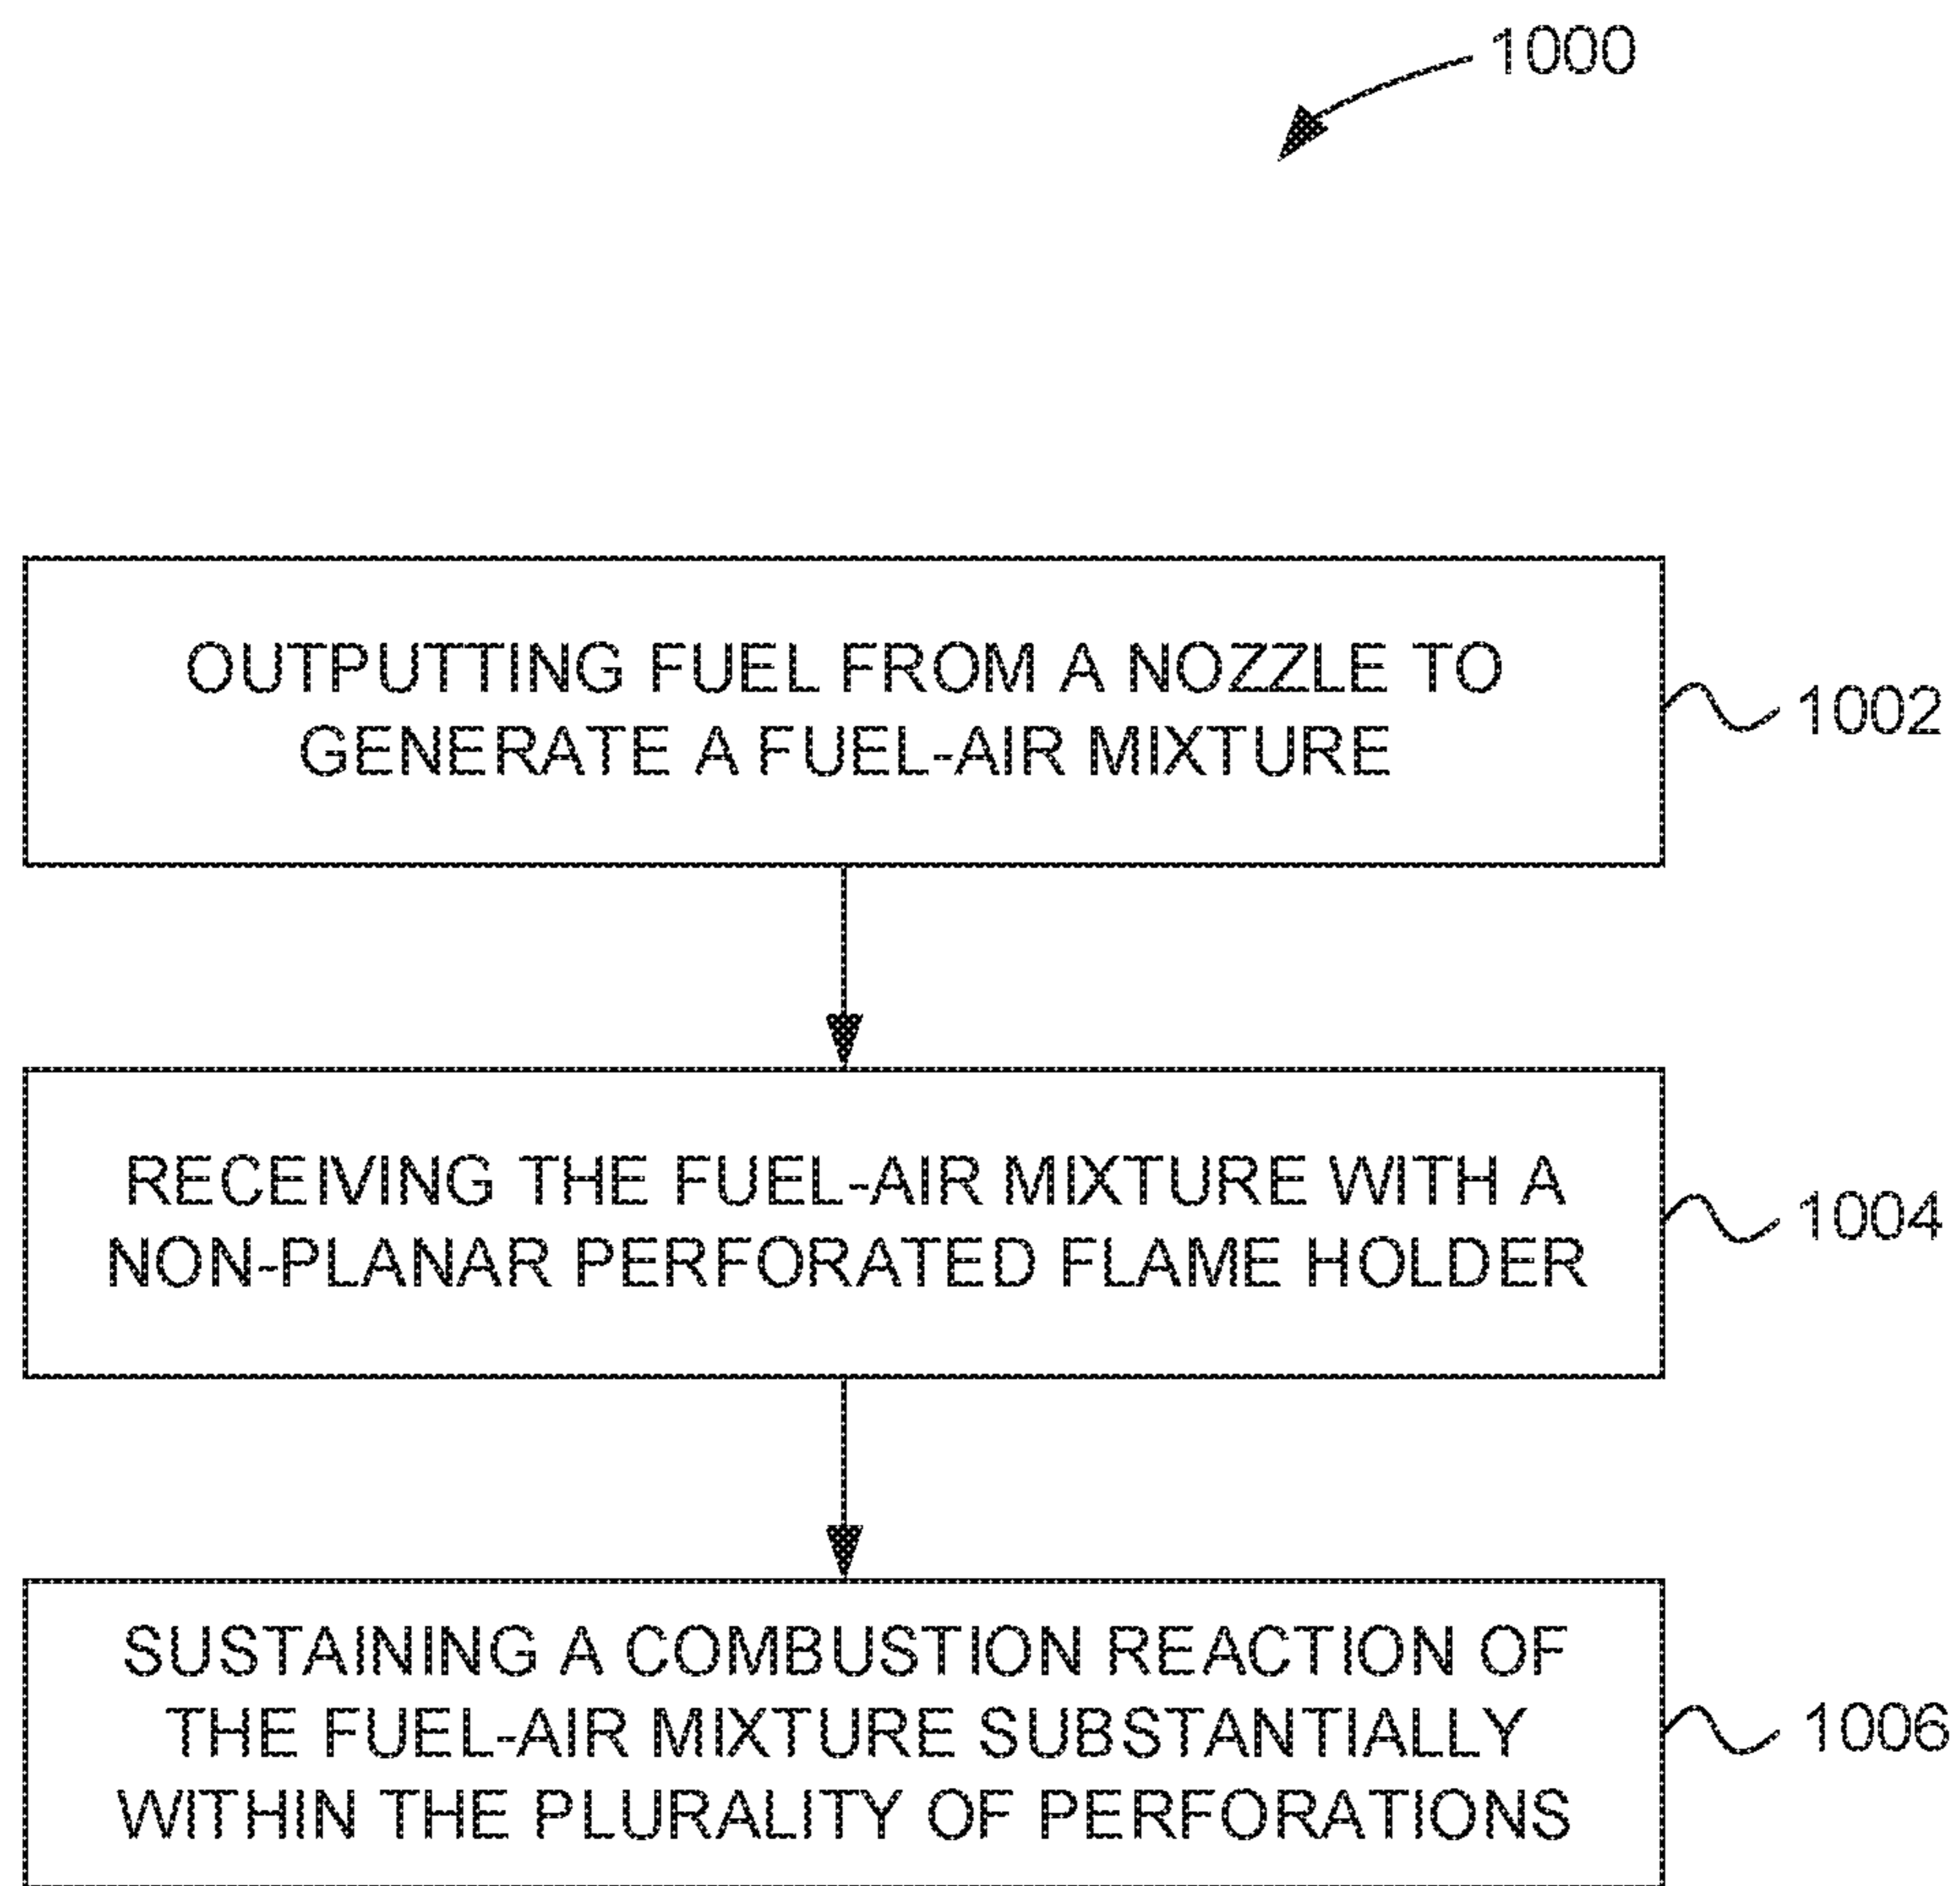 1000
OUTPUTTING FUEL FROM A NOZZLE TO
GENERATE A FUEL-AIR MIXTURE
1002
RECEIVING THE FUEL-AIR MIXTURE WITH A
NON-PLANAR PERFORATED FLAME HOLDER
1004
SUSTAINING A COMBUSTION REACTION OF
THE FUEL-AIR MIXTURE SUBSTANTIALLY
WITHIN THE PLURALITY OF PERFORATIONS
1006